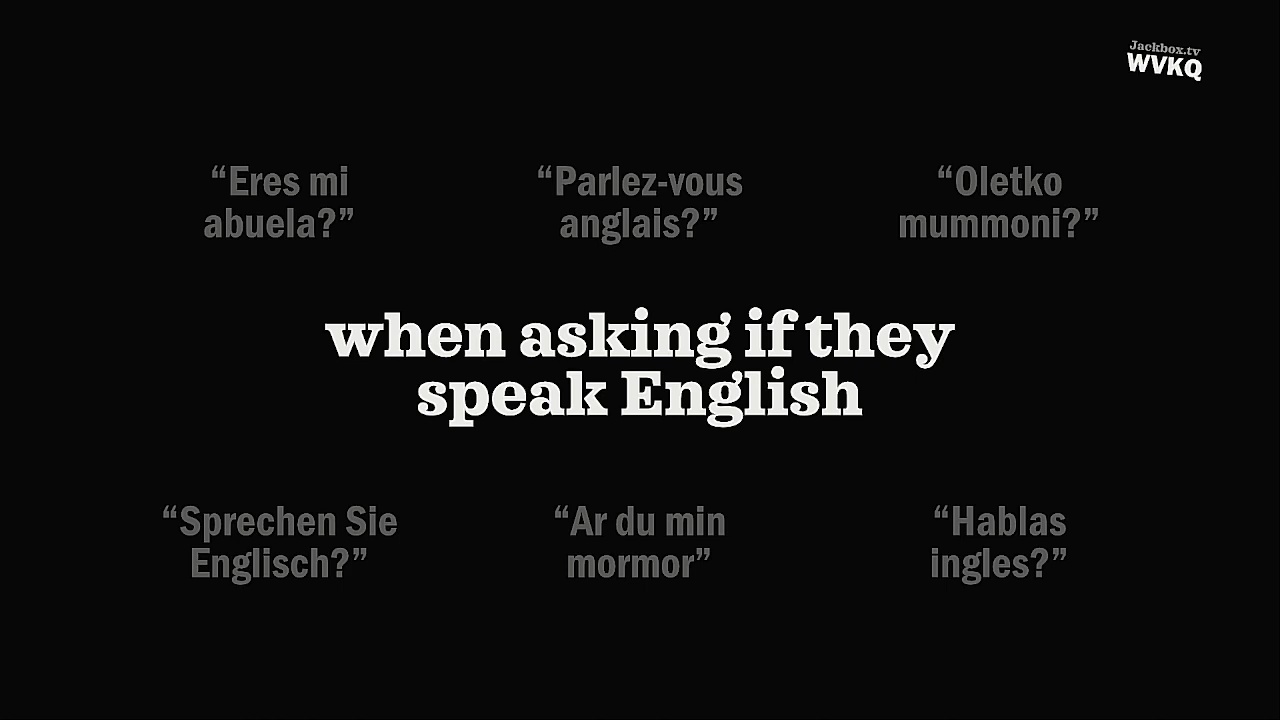 Jackbox.tv
WVKQ
“Eres mi
abuela?”
“Parlez-vous
anglais?”
“Oletko
mummoni?”
when asking if they
speak English
“Sprechen Sie
Englisch?”
“Ar du min
mormor”
“Hablas
ingles?”